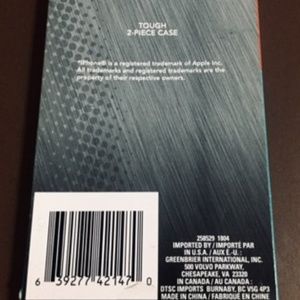 TOUGH
2-PIECE CASE
*iPhone® is a registered trademark of Apple Inc.
All trademarks and registered trademarks are the
property of their respective owners.
6 39277 42147 0
258529 1804
IMPORTED BY / IMPORTÉ PAR
IN U.S.A. / AUX É.-U. :
GREENBRIER INTERNATIONAL, INC.
500 VOLVO PARKWAY,
CHESAPEAKE, VA 23320
IN CANADA / AU CANADA :
DTSC IMPORTS BURNABY, BC V5G 4P3
MADE IN CHINA / FABRIQUÉ EN CHINE